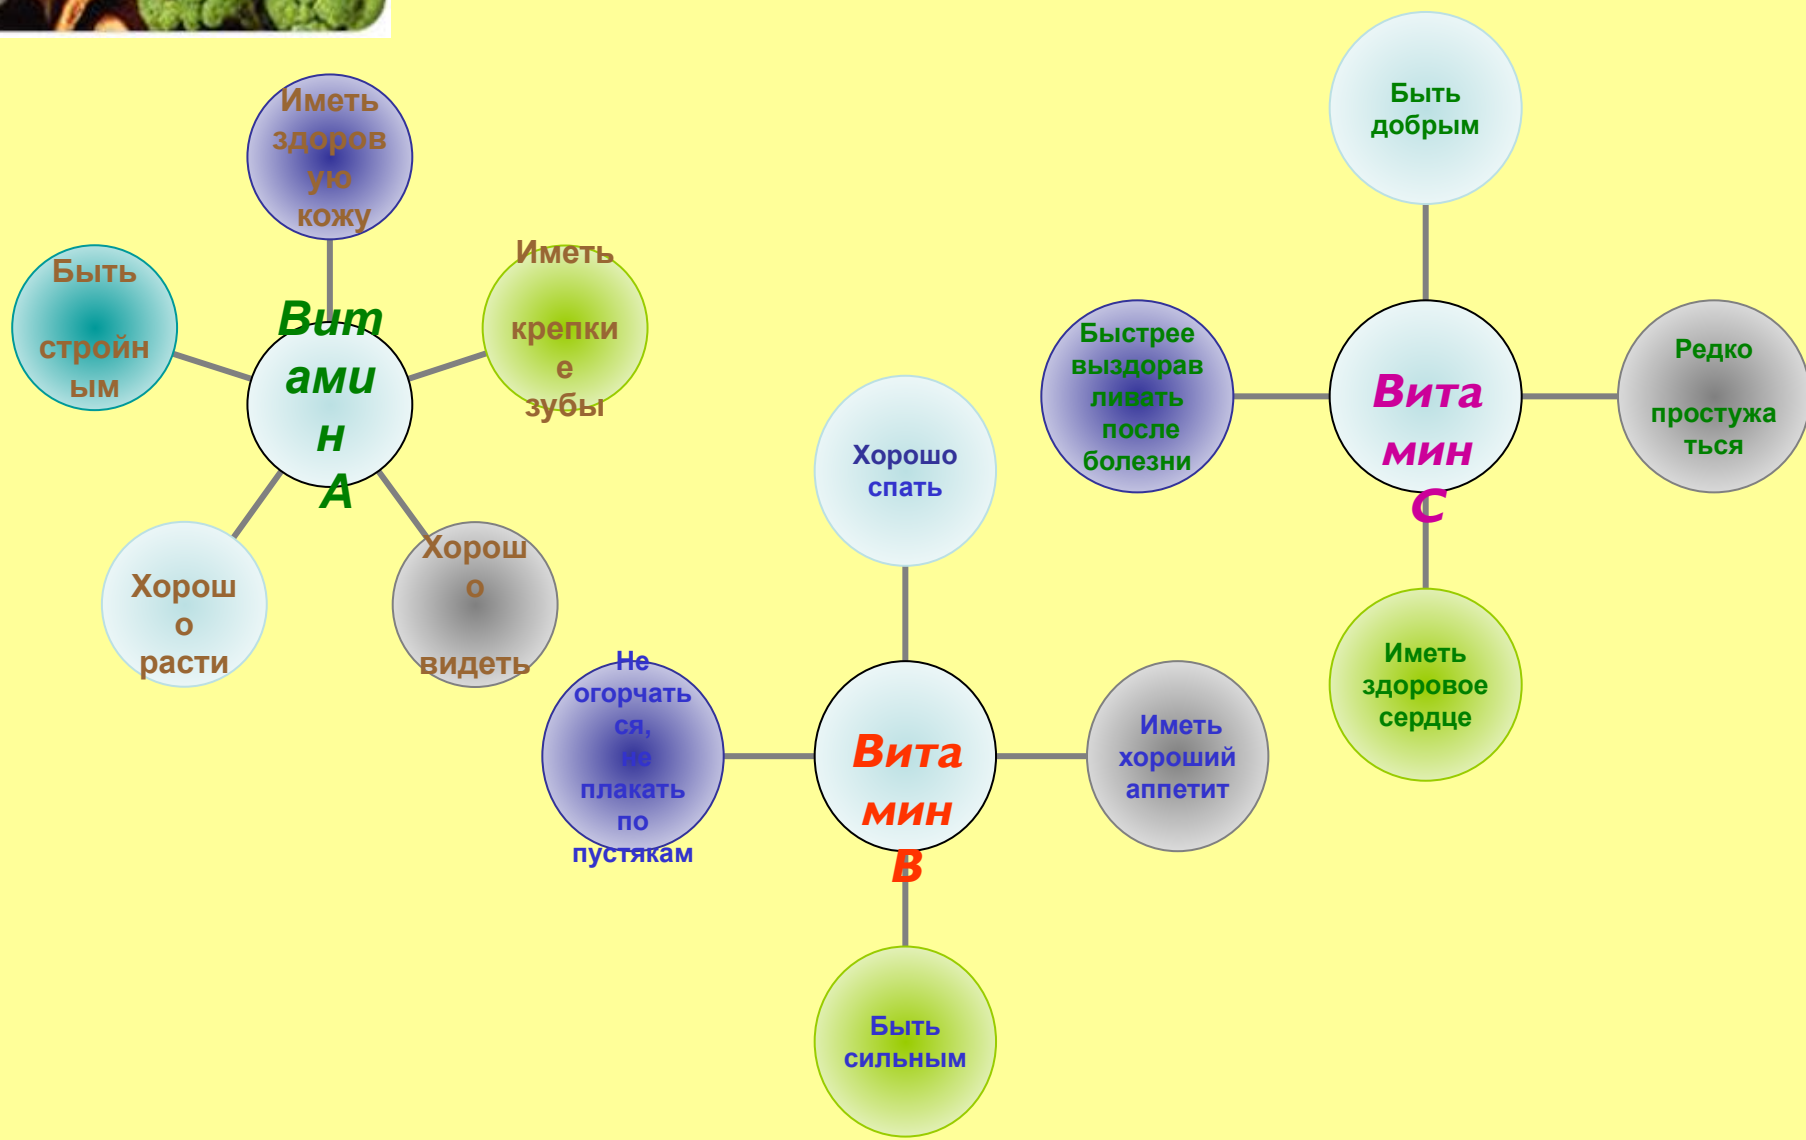 Иметь
здоров
ую
кожу
Быть
стройн
ым
Витамин А
Вит
ами
н
А
Иметь
крепки
е
зубы
Хорош
о
расти
Хорош
о
видеть
Хорошо
спать
Не
огорчать
ся,
не
плакать
по
пустякам
Вита
мин
В
Иметь
хороший
аппетит
Быть
сильным
Быть
добрым
Быстрее
выздорав
ливать
после
болезни
Вита
мин
С
Редко
простужа
ться
Иметь
здоровое
сердце